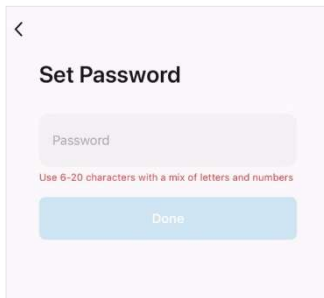 Set Password
Password
Use 6-20 characters with a mix of letters and numbers
Done